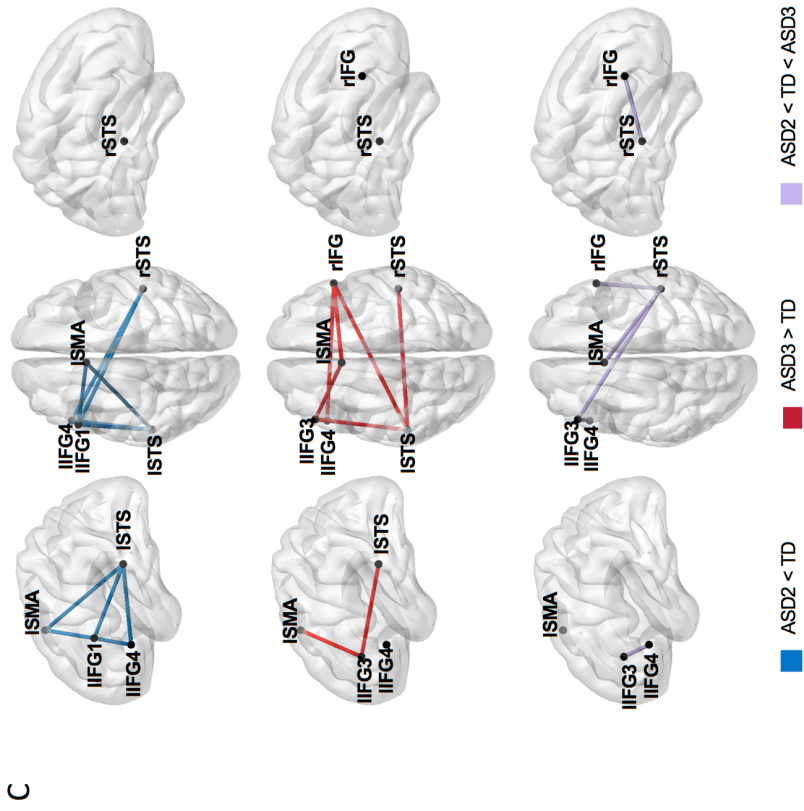 C
lSMA
lIFG1
lIFG4
lSTS
lIFG4
lIFG1
lSMA
lSTS
rSTS
rSTS
lSMA
lIFG3
lIFG4
lSTS
lIFG3
lIFG4
lSMA
rIFG
lSTS
rSTS
rIFG
rSTS
lSMA
lIFG3
lIFG4
lIFG3
lIFG4
lSMA
rIFG
rSTS
rIFG
rSTS
ASD2 < TD
ASD3 > TD
ASD2 < TD < ASD3